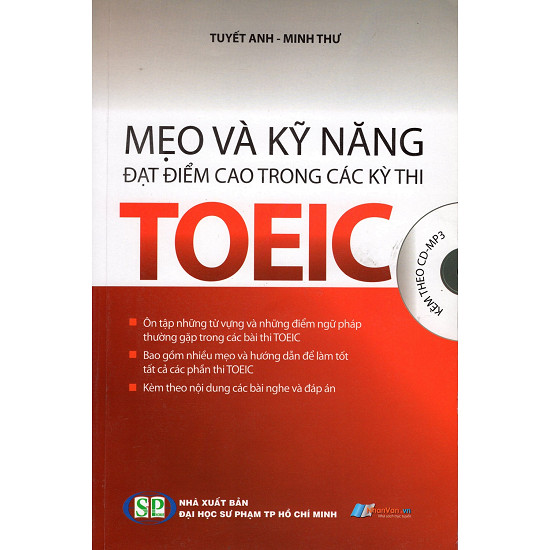 TUYẾT ANH - MINH THƯ
MẸO VÀ KỸ NĂNG
ĐẠT ĐIỂM CAO TRONG CÁC KỲ THI
TOEIC
KÈM THEO CD-MP3
Ôn tập những từ vựng và những điểm ngữ pháp
thường gặp trong các bài thi TOEIC
Bao gồm nhiều mẹo và hướng dẫn để làm tốt
tất cả các phần thi TOEIC
Kèm theo nội dung các bài nghe và đáp án
SP
NHÀ XUẤT BẢN
ĐẠI HỌC SƯ PHẠM TP HỒ CHÍ MINH
NhanVan.vn